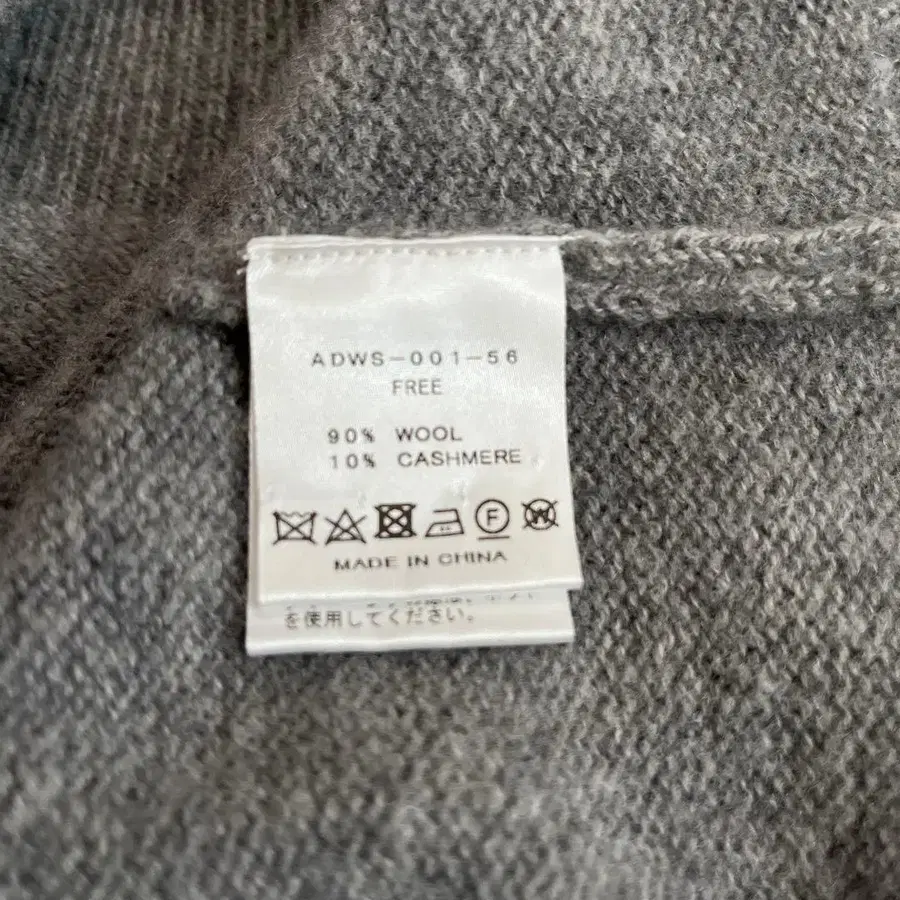 ADWS-001-56
FREE
90% WOOL
10% CASHMERE
F W
MADE IN CHINA
を使用してください。